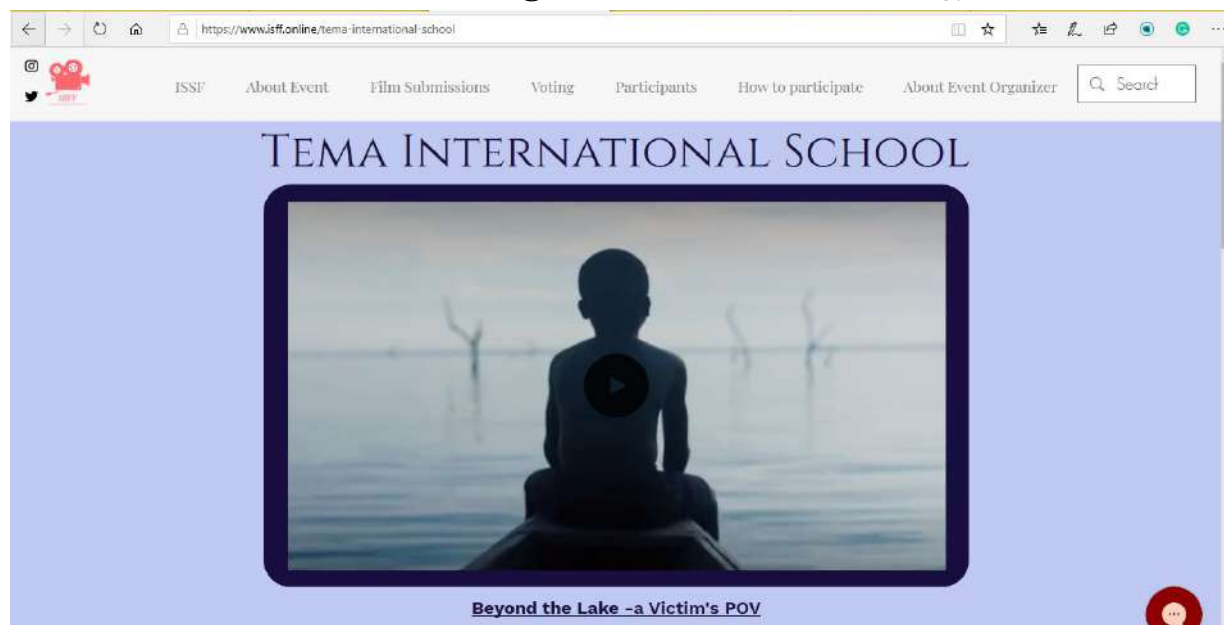 https://www.isff.online/tema-international-school
ISSF About Event Film Submissions Voting Participants How to participate About Event Organizer Search
ISFF
TEMA INTERNATIONAL SCHOOL
Beyond the Lake -a Victim's POV